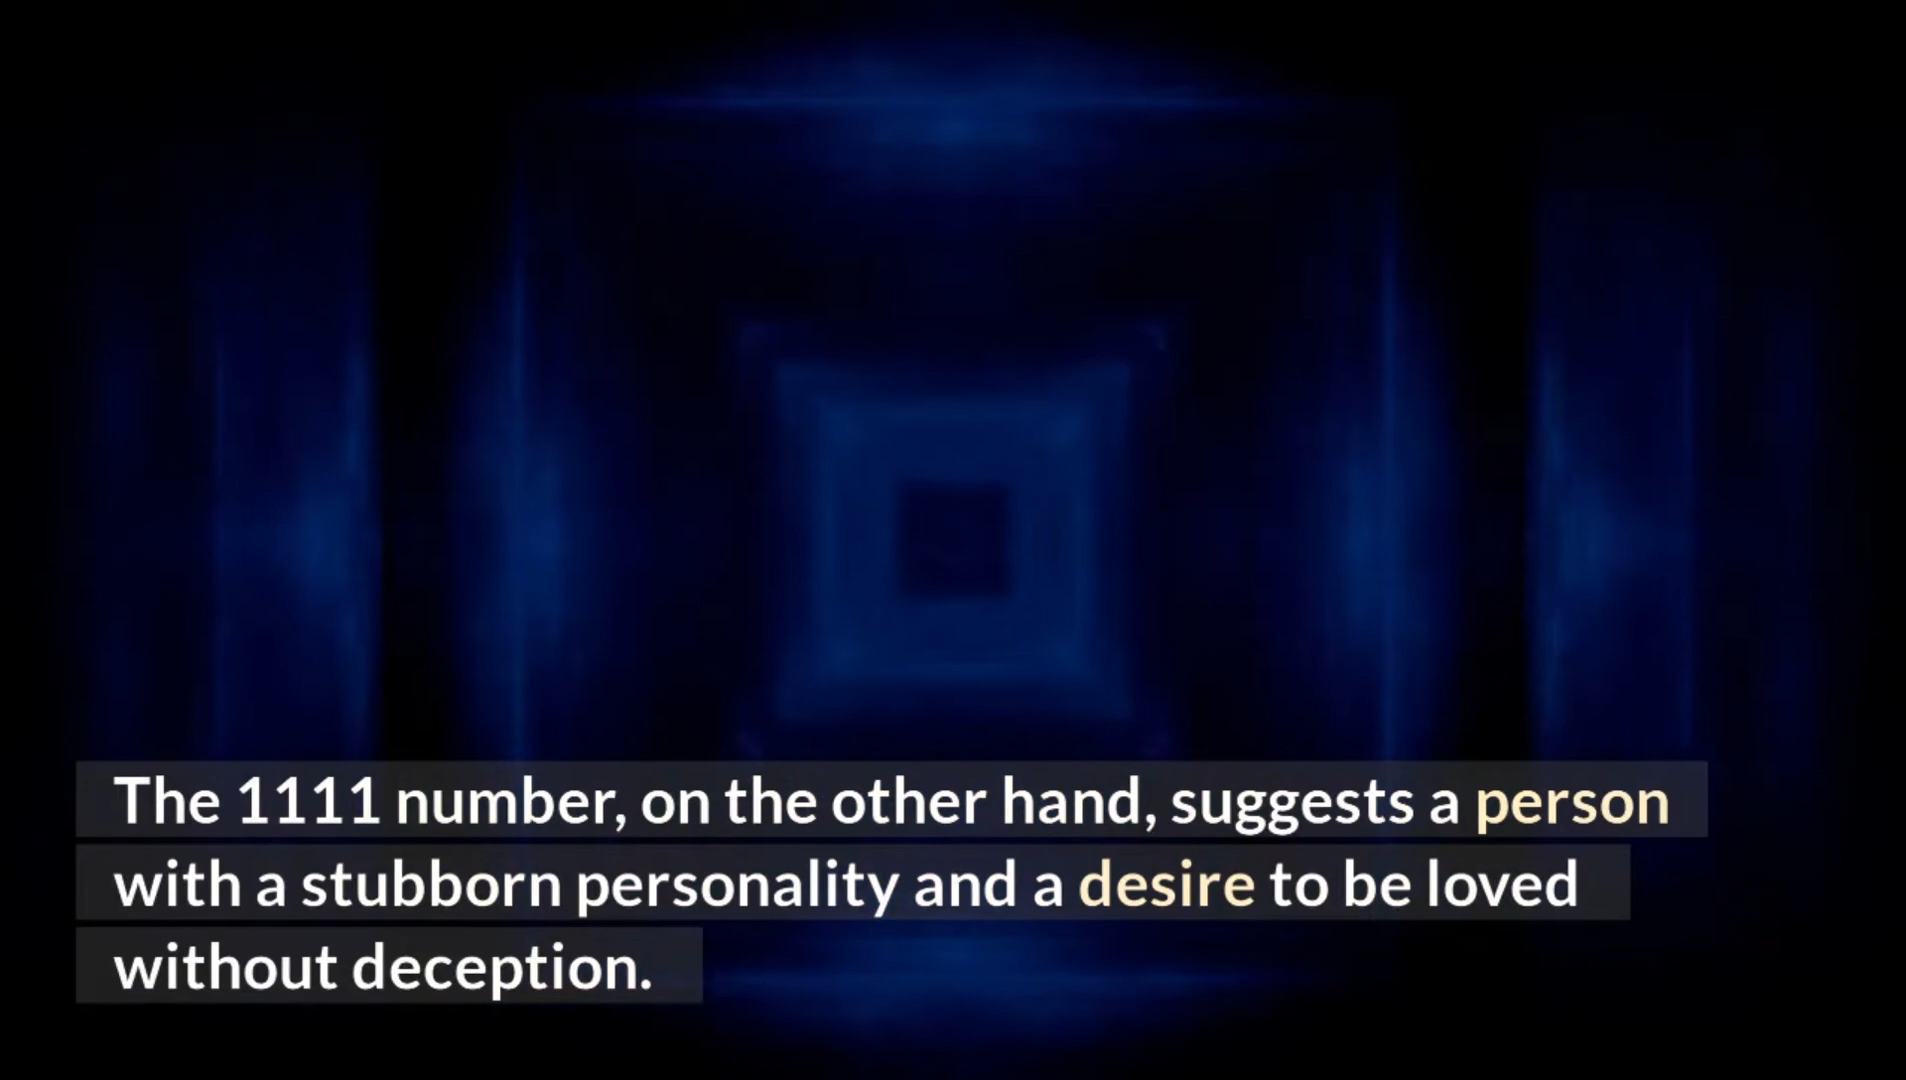 The 1111 number, on the other hand, suggests a person
with a stubborn personality and a desire to be loved
without deception.